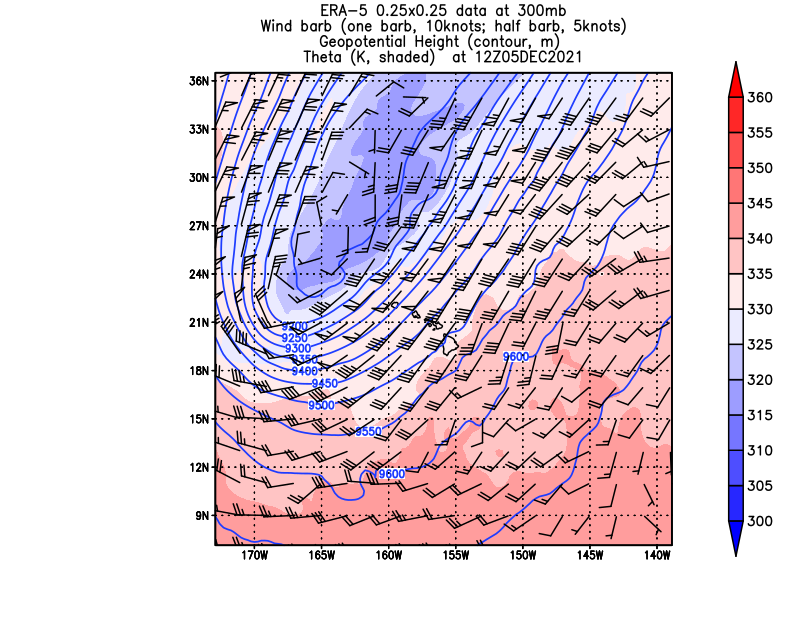 ERA-5 0.25x0.25 data at 300mb
Wind barb (one barb, 10knots; half barb, 5knots)
Geopotential Height (contour, m)
Theta (K, shaded)  at 12Z05DEC2021
36N
33N
30N
27N
24N
21N
18N
15N
12N
9N
170W 165W 160W 155W 150W 145W 140W
9200
9250
9300
9350
9400
9450
9500
9550
9600
9600
360
355
350
345
340
335
330
325
320
315
310
305
300